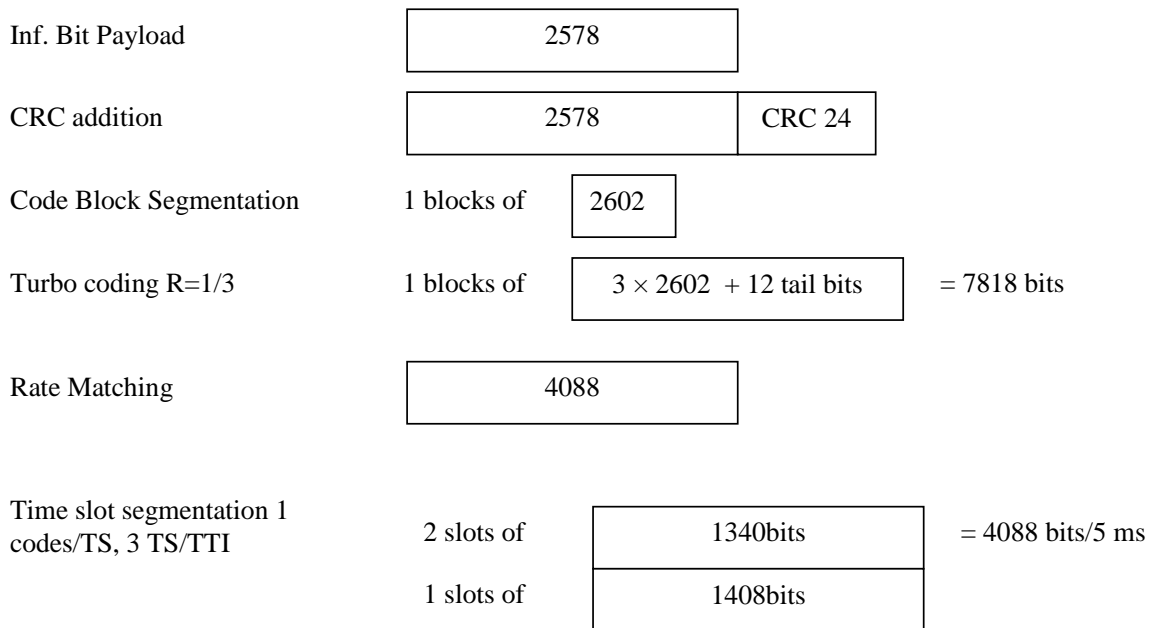 Inf. Bit Payload 2578
CRC addition 2578 CRC 24
Code Block Segmentation 1 blocks of 2602
Turbo coding R=1/3 1 blocks of 3 × 2602 + 12 tail bits = 7818 bits
Rate Matching 4088
Time slot segmentation 1
codes/TS, 3 TS/TTI 2 slots of 1340bits = 4088 bits/5 ms
1 slots of 1408bits